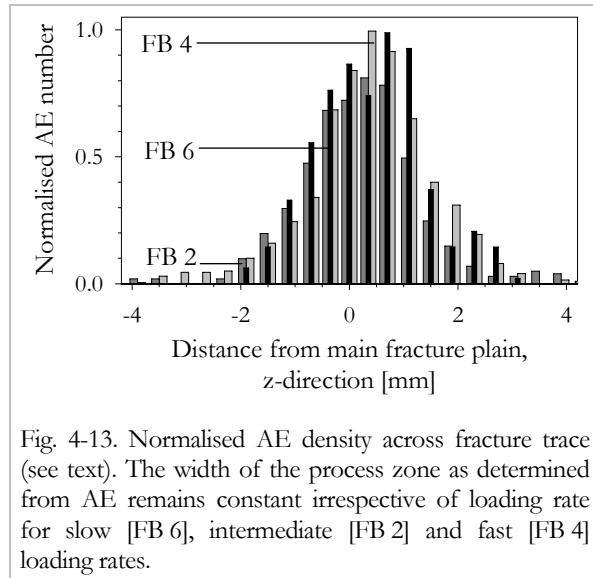 1.0
0.5
0.0
Normalised AE number
FB 4
FB 6
FB 2
-4 -2 0 2 4
Distance from main fracture plain,
z-direction [mm]
Fig. 4-13. Normalised AE density across fracture trace
(see text). The width of the process zone as determined
from AE remains constant irrespective of loading rate
for slow [FB 6], intermediate [FB 2] and fast [FB 4]
loading rates.